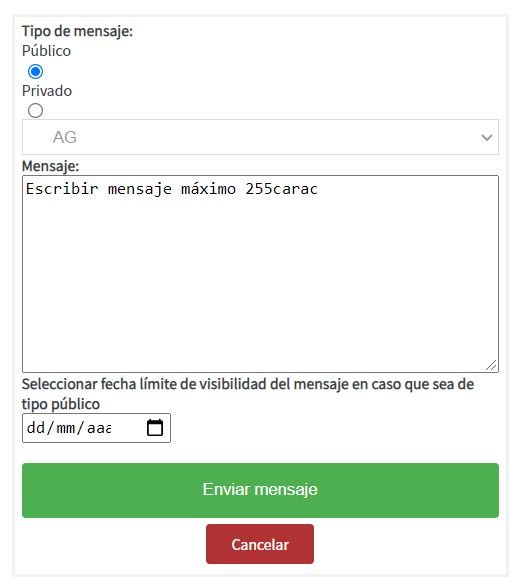 Tipo de mensaje:
Público
Privado
AG
Mensaje:
Escribir mensaje máximo 255carac
Seleccionar fecha límite de visibilidad del mensaje en caso que sea de
tipo público
dd/mm/aaa
Enviar mensaje
Cancelar